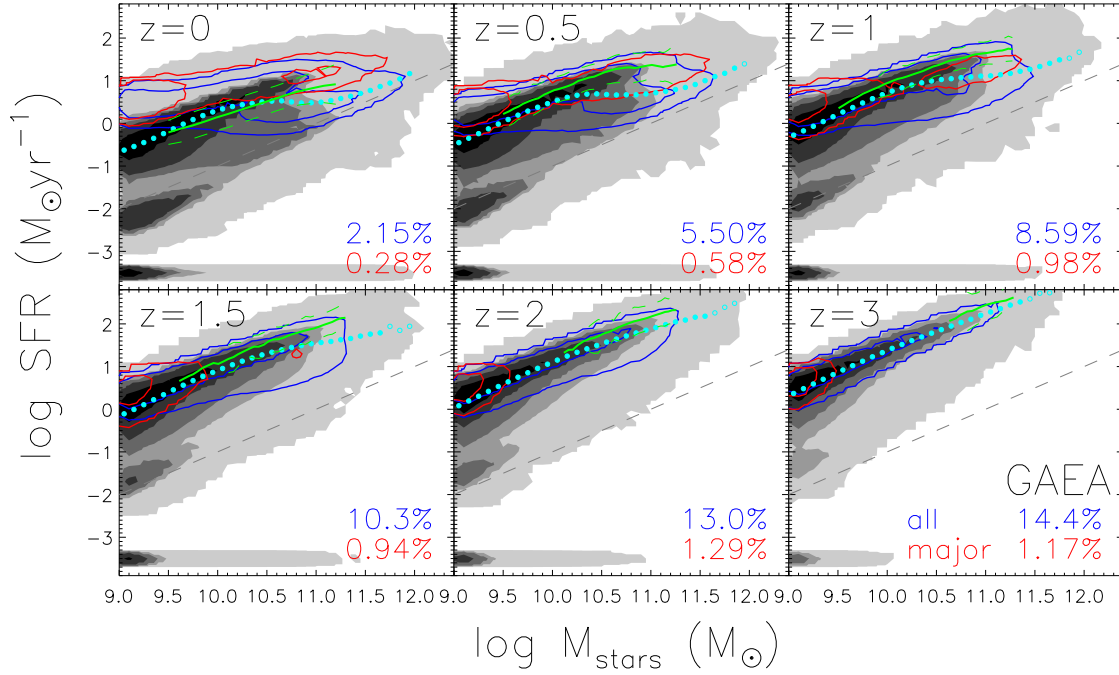 z=0 z=0.5 z=1
2
1
0
−1
−2
−3
2.15% 5.50% 8.59%
0.28% 0.58% 0.98%
z=1.5 z=2 z=3
2
1
0
−1
−2
−3
GAEA
10.3% 13.0% all 14.4%
0.94% 1.29% major 1.17%
9.0 9.5 10.0 10.5 11.0 11.5 12.0 9.0 9.5 10.0 10.5 11.0 11.5 12.0 9.0 9.5 10.0 10.5 11.0 11.5 12.0
log SFR (M⊙yr⁻¹)
log Mstars (M⊙)